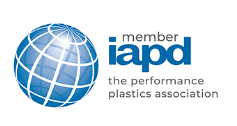 member
iapd
the performance
plastics association